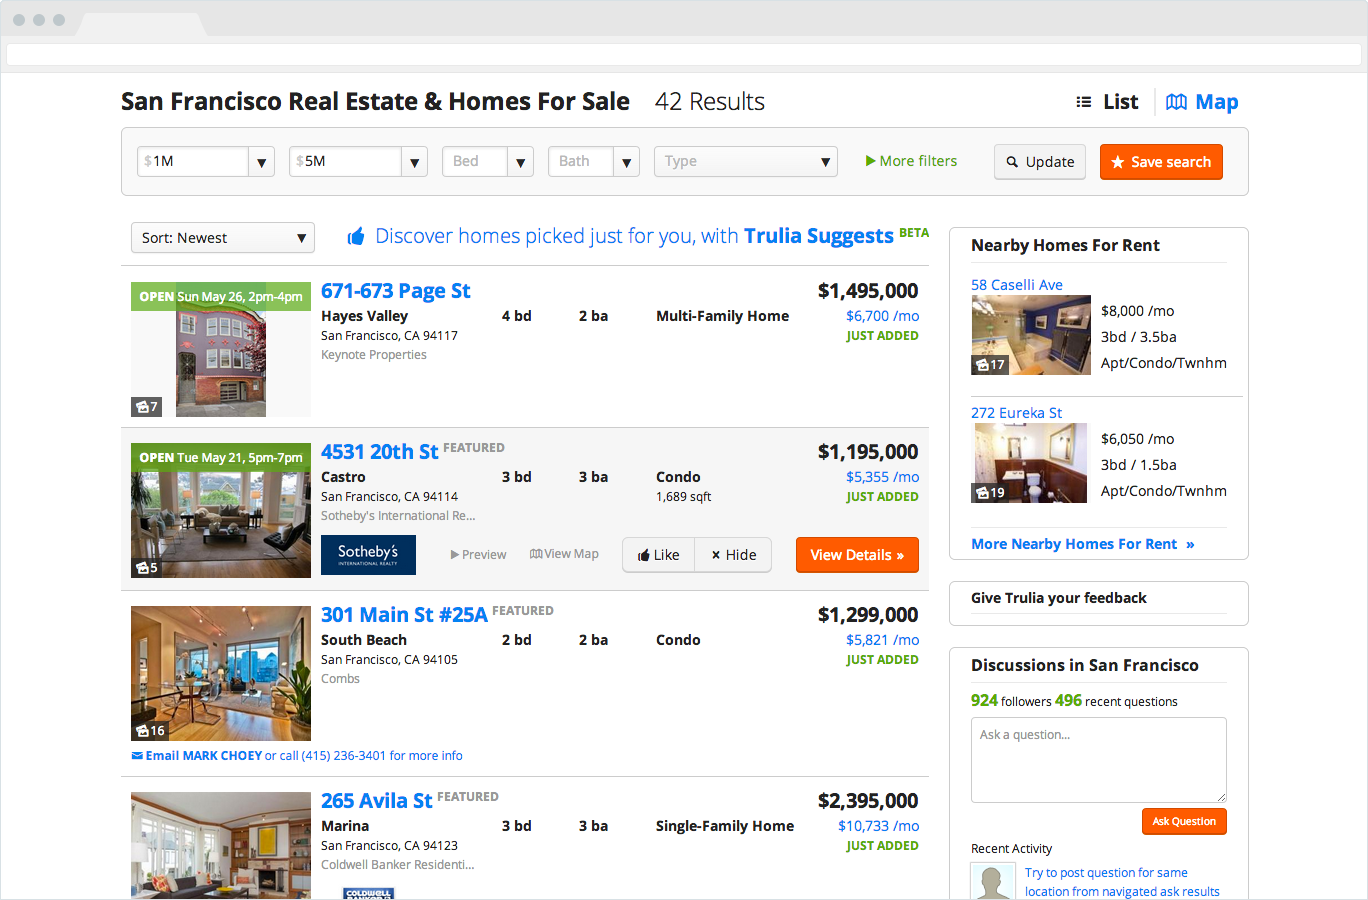 San Francisco Real Estate & Homes For Sale 42 Results
List Map
$1M $5M Bed Bath Type More filters Update Save search
Sort: Newest
Discover homes picked just for you, with Trulia Suggests BETA
OPEN Sun May 26, 2pm-4pm
7
671-673 Page St $1,495,000
Hayes Valley 4 bd 2 ba Multi-Family Home $6,700 /mo
San Francisco, CA 94117 JUST ADDED
Keynote Properties
OPEN Tue May 21, 5pm-7pm
5
4531 20th St FEATURED $1,195,000
Castro 3 bd 3 ba Condo $5,355 /mo
San Francisco, CA 94114 1,689 sqft JUST ADDED
Sotheby's International Re...
Sotheby's
INTERNATIONAL REALTY
Preview View Map Like × Hide View Details »
16
301 Main St #25A FEATURED $1,299,000
South Beach 2 bd 2 ba Condo $5,821 /mo
San Francisco, CA 94105 JUST ADDED
Combs
Email MARK CHOEY or call (415) 236-3401 for more info
265 Avila St FEATURED $2,395,000
Marina 3 bd 3 ba Single-Family Home $10,733 /mo
San Francisco, CA 94123 JUST ADDED
Coldwell Banker Residenti...
COLDWELL
BANKER
Nearby Homes For Rent
58 Caselli Ave
17
$8,000 /mo
3bd / 3.5ba
Apt/Condo/Twnhm
272 Eureka St
19
$6,050 /mo
3bd / 1.5ba
Apt/Condo/Twnhm
More Nearby Homes For Rent »
Give Trulia your feedback
Discussions in San Francisco
924 followers 496 recent questions
Ask a question...
Ask Question
Recent Activity
Try to post question for same
location from navigated ask results